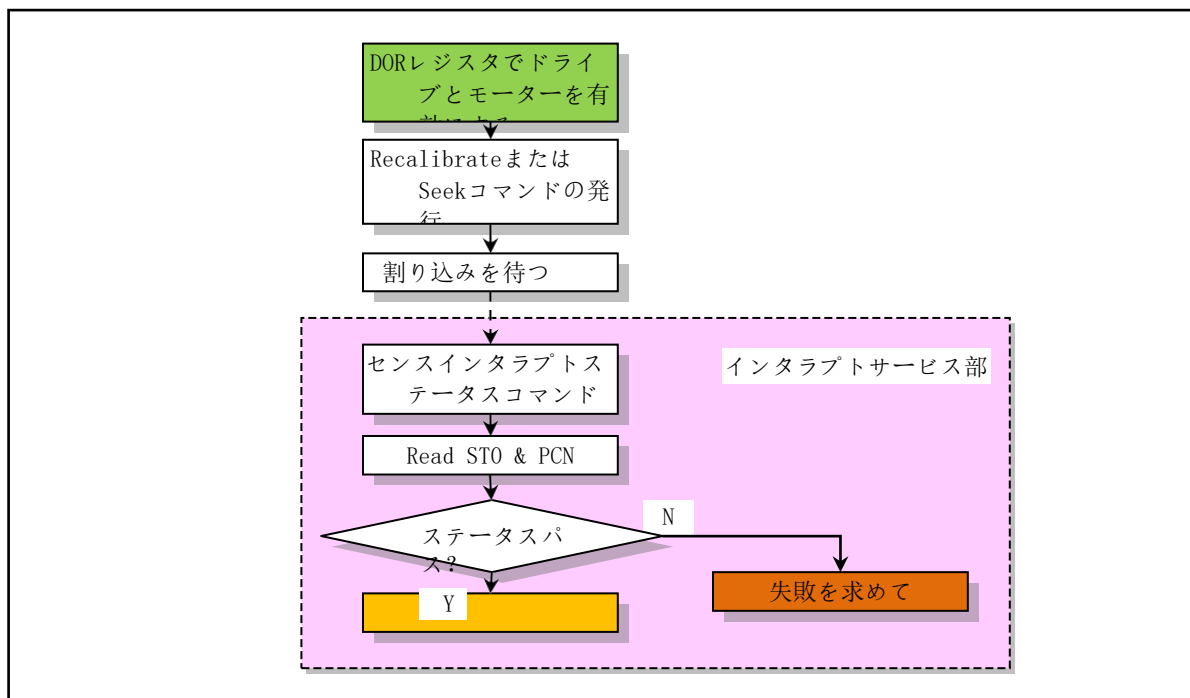 DORレジスタでドライ
ブとモーターを有
効にする
Recalibrateまたは
Seekコマンドの発
行
割り込みを待つ
センスインタラプトス
テータスコマンド
インタラプトサービス部
Read ST0 & PCN
ステータスパ
ス?
N
失敗を求めて
Y